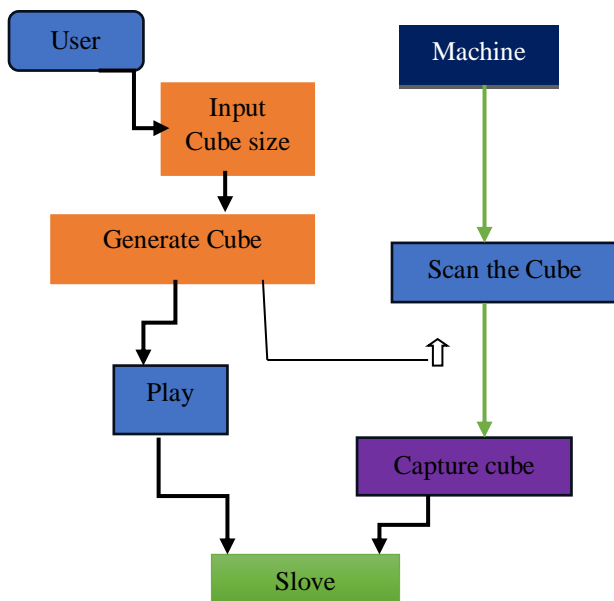 User
Machine
Input
Cube size
Generate Cube
Scan the Cube
Play
Capture cube
Slove